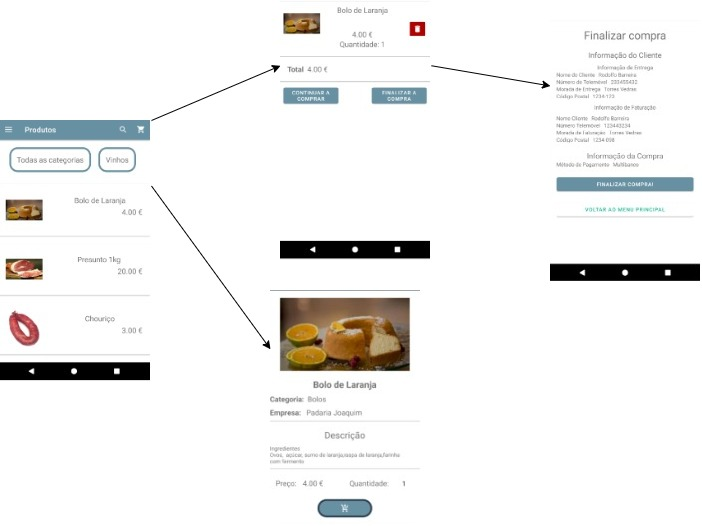 Produtos
Todas as categorias
Vinhos
Bolo de Laranja
4.00 €
Presunto 1kg
20.00 €
Chouriço
3.00 €
Bolo de Laranja
4.00 €
Quantidade: 1
Total 4.00 €
CONTINUAR A
COMPRAR
FINALIZAR A
COMPRA
Bolo de Laranja
Categoria: Bolos
Empresa: Padaria Joaquim
Descrição
Ingredientes
Ovos, açúcar, sumo de laranja,raspa de laranja,farinha
com fermento
Preço: 4.00 €
Quantidade: 1
Finalizar compra
Informação do Cliente
Informação de Entrega
Nome do Cliente Rodolfo Barreira
Número de Telemóvel 233455432
Morada de Entrega Torres Vedras
Código Postal 1234-123
Informação de Faturação
Nome Cliente Rodolfo Barreira
Número Telemóvel 123443234
Morada de Faturação Torres Vedras
Código Postal 1234-098
Informação da Compra
Método de Pagamento Multibanco
FINALIZAR COMPRA!
VOLTAR AO MENU PRINCIPAL